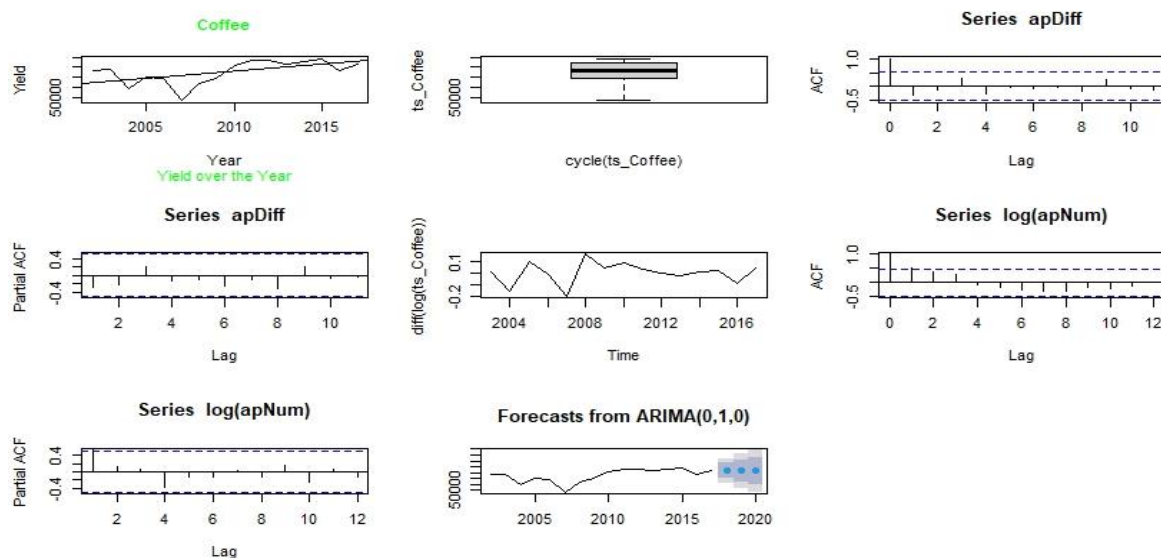 Coffee
Yield
50000
2005 2010 2015
Year
Yield over the Year
ts_Coffee
50000
cycle(ts_Coffee)
Series apDiff
ACF
-0.5 1.0
0 2 4 6 8 10
Lag
Series apDiff
Partial ACF
-0.4 0.4
2 4 6 8 10
Lag
diff(log(ts_Coffee))
-0.2 0.1
2004 2008 2012 2016
Time
Series log(apNum)
ACF
-0.5 1.0
0 2 4 6 8 10 12
Lag
Series log(apNum)
Partial ACF
-0.4 0.4
2 4 6 8 10 12
Lag
Forecasts from ARIMA(0,1,0)
50000
2005 2010 2015 2020